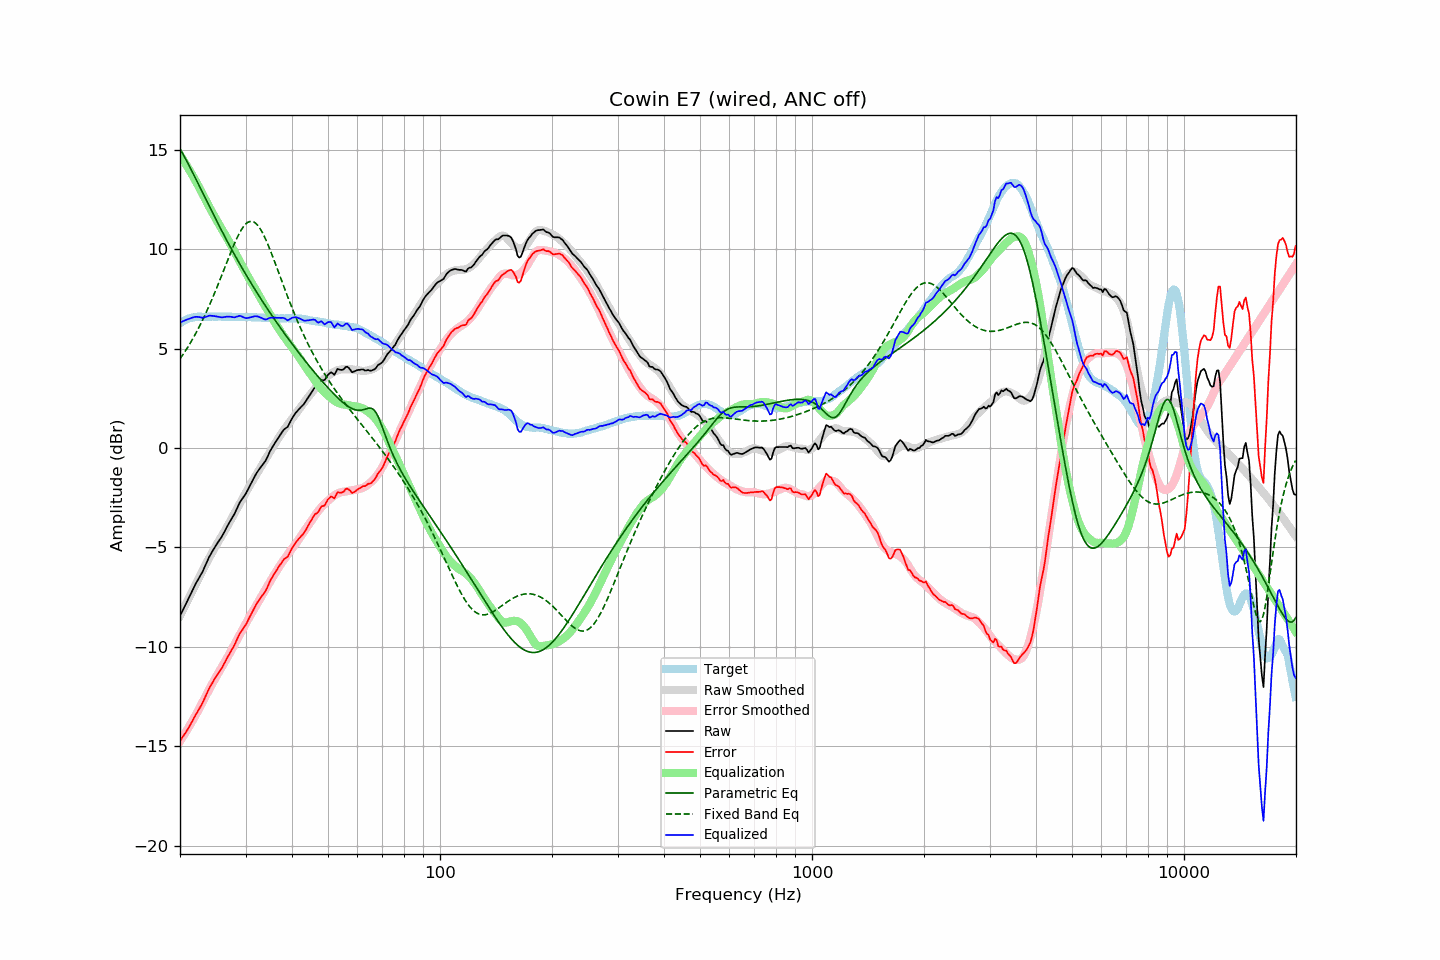 Cowin E7 (wired, ANC off)
Amplitude (dBr)
15
10
5
0
−5
−10
−15
−20
Target
Raw Smoothed
Error Smoothed
Raw
Error
Equalization
Parametric Eq
Fixed Band Eq
Equalized
100
1000
10000
Frequency (Hz)